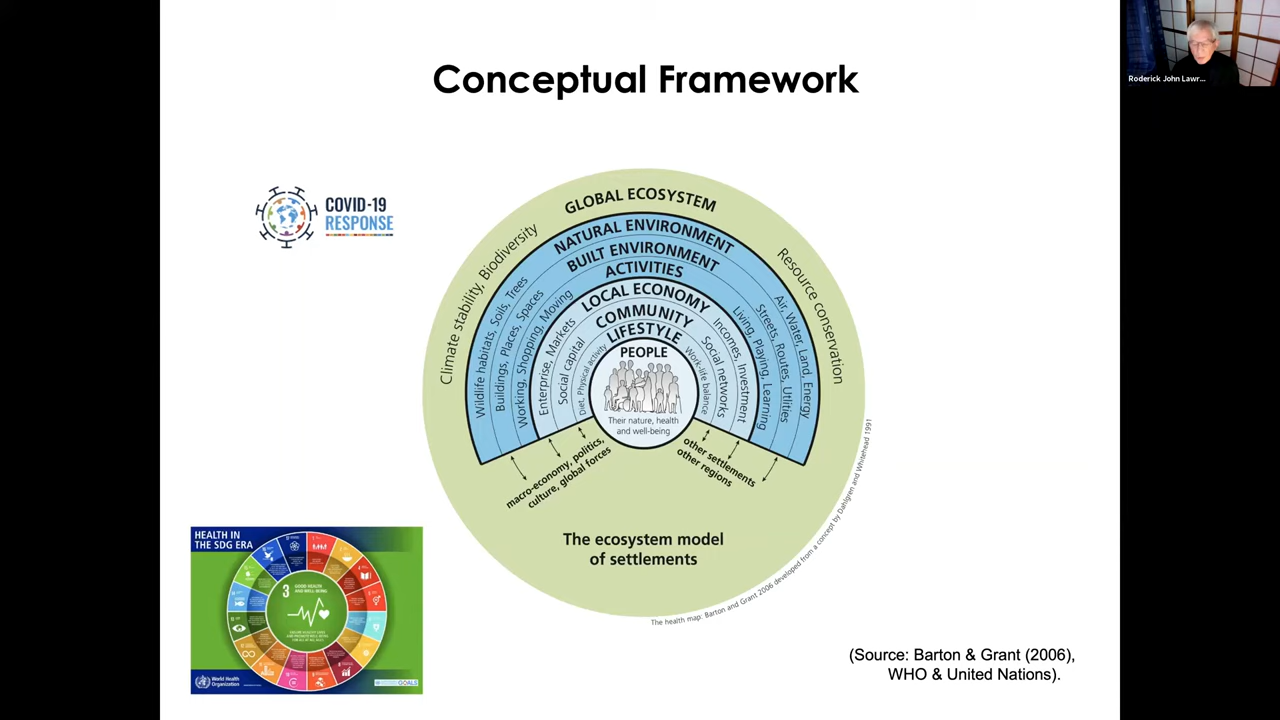 Conceptual Framework
Roderick John Lawr...
COVID-19
RESPONSE
GLOBAL ECOSYSTEM
NATURAL ENVIRONMENT
BUILT ENVIRONMENT
ACTIVITIES
LOCAL ECONOMY
COMMUNITY
LIFESTYLE
PEOPLE
Their nature, health
and well-being
Climate stability, Biodiversity
Wildlife habitats, Soils, Trees
Buildings, Places, Spaces
Working, Shopping, Moving
Enterprise, Markets
Social capital
Diet, Physical activity
Work-life balance
Social networks
Incomes, Investment
Living, Playing, Learning
Streets, Routes, Utlities
Air, Water, Land, Energy
Resource conservation
macro-economy, politics,
culture, global forces
other settlements
other regions
The ecosystem model
of settlements
The health map: Barton and Grant 2006 developed from a concept by Dahlgren and Whitehead 1991
HEALTH IN
THE SDG ERA
3 GOOD HEALTH
AND WELL-BEING
World Health
Organization
GOALS
(Source: Barton & Grant (2006),
WHO & United Nations).